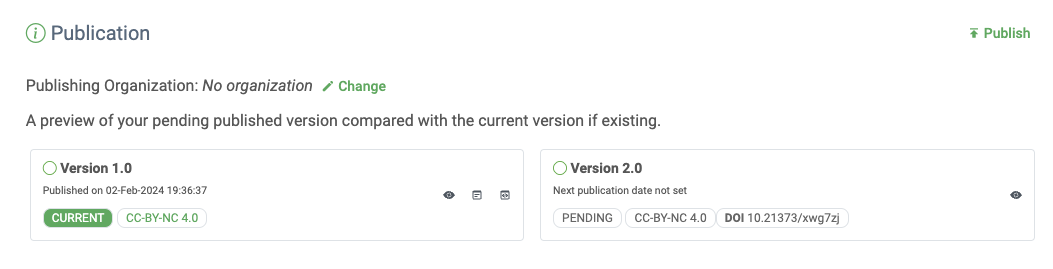 Publication
Publish
Publishing Organization: No organization Change
A preview of your pending published version compared with the current version if existing.
Version 1.0
Published on 02-Feb-2024 19:36:37
CURRENT CC-BY-NC 4.0
Version 2.0
Next publication date not set
PENDING CC-BY-NC 4.0 DOI 10.21373/xwg7zj